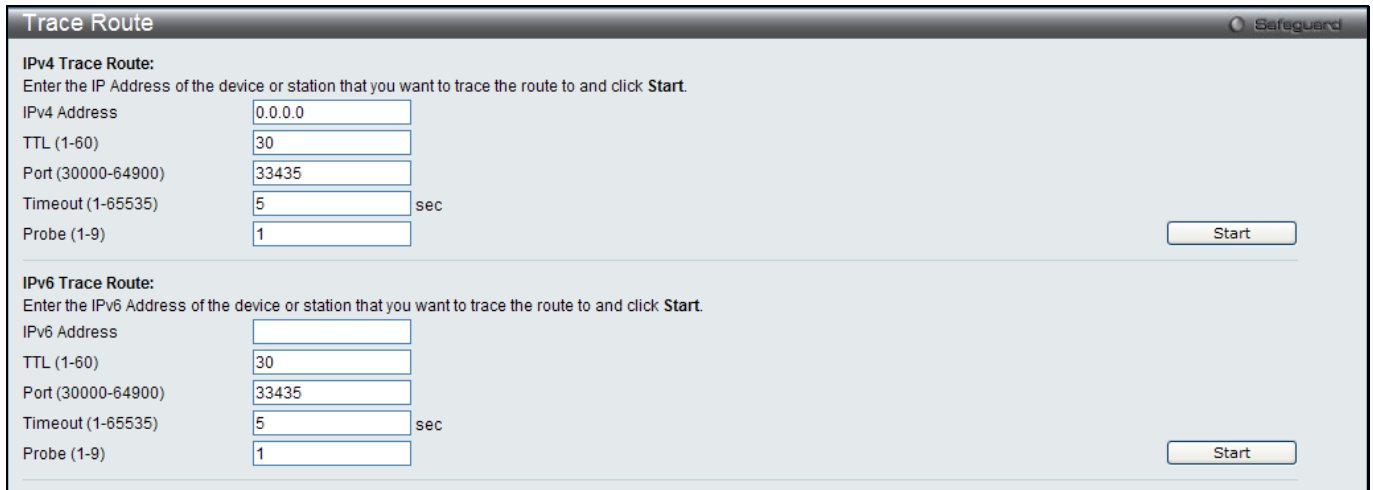 Trace Route
Safeguard
IPv4 Trace Route:
Enter the IP Address of the device or station that you want to trace the route to and click Start.
IPv4 Address 0.0.0.0
TTL (1-60) 30
Port (30000-64900) 33435
Timeout (1-65535) 5 sec
Probe (1-9) 1 Start
IPv6 Trace Route:
Enter the IPv6 Address of the device or station that you want to trace the route to and click Start.
IPv6 Address
TTL (1-60) 30
Port (30000-64900) 33435
Timeout (1-65535) 5 sec
Probe (1-9) 1 Start